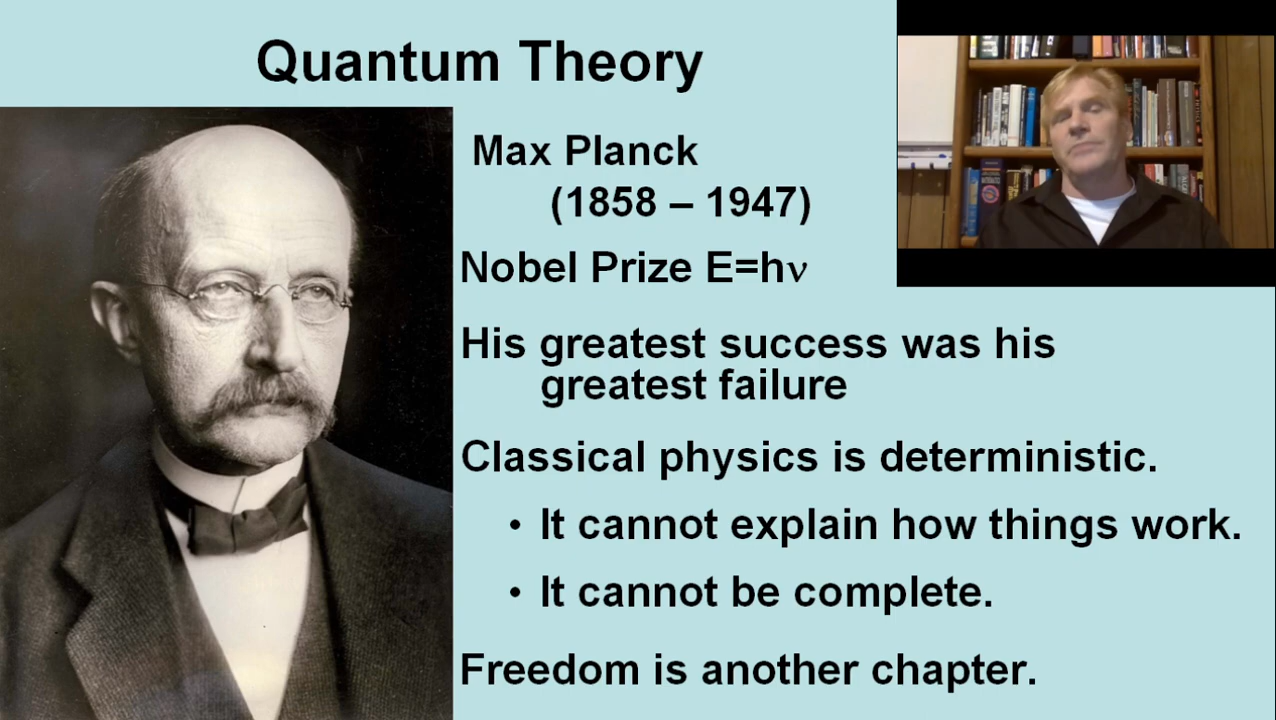 Quantum Theory
Max Planck
(1858 – 1947)
Nobel Prize E=hν
His greatest success was his
greatest failure
Classical physics is deterministic.
• It cannot explain how things work.
• It cannot be complete.
Freedom is another chapter.